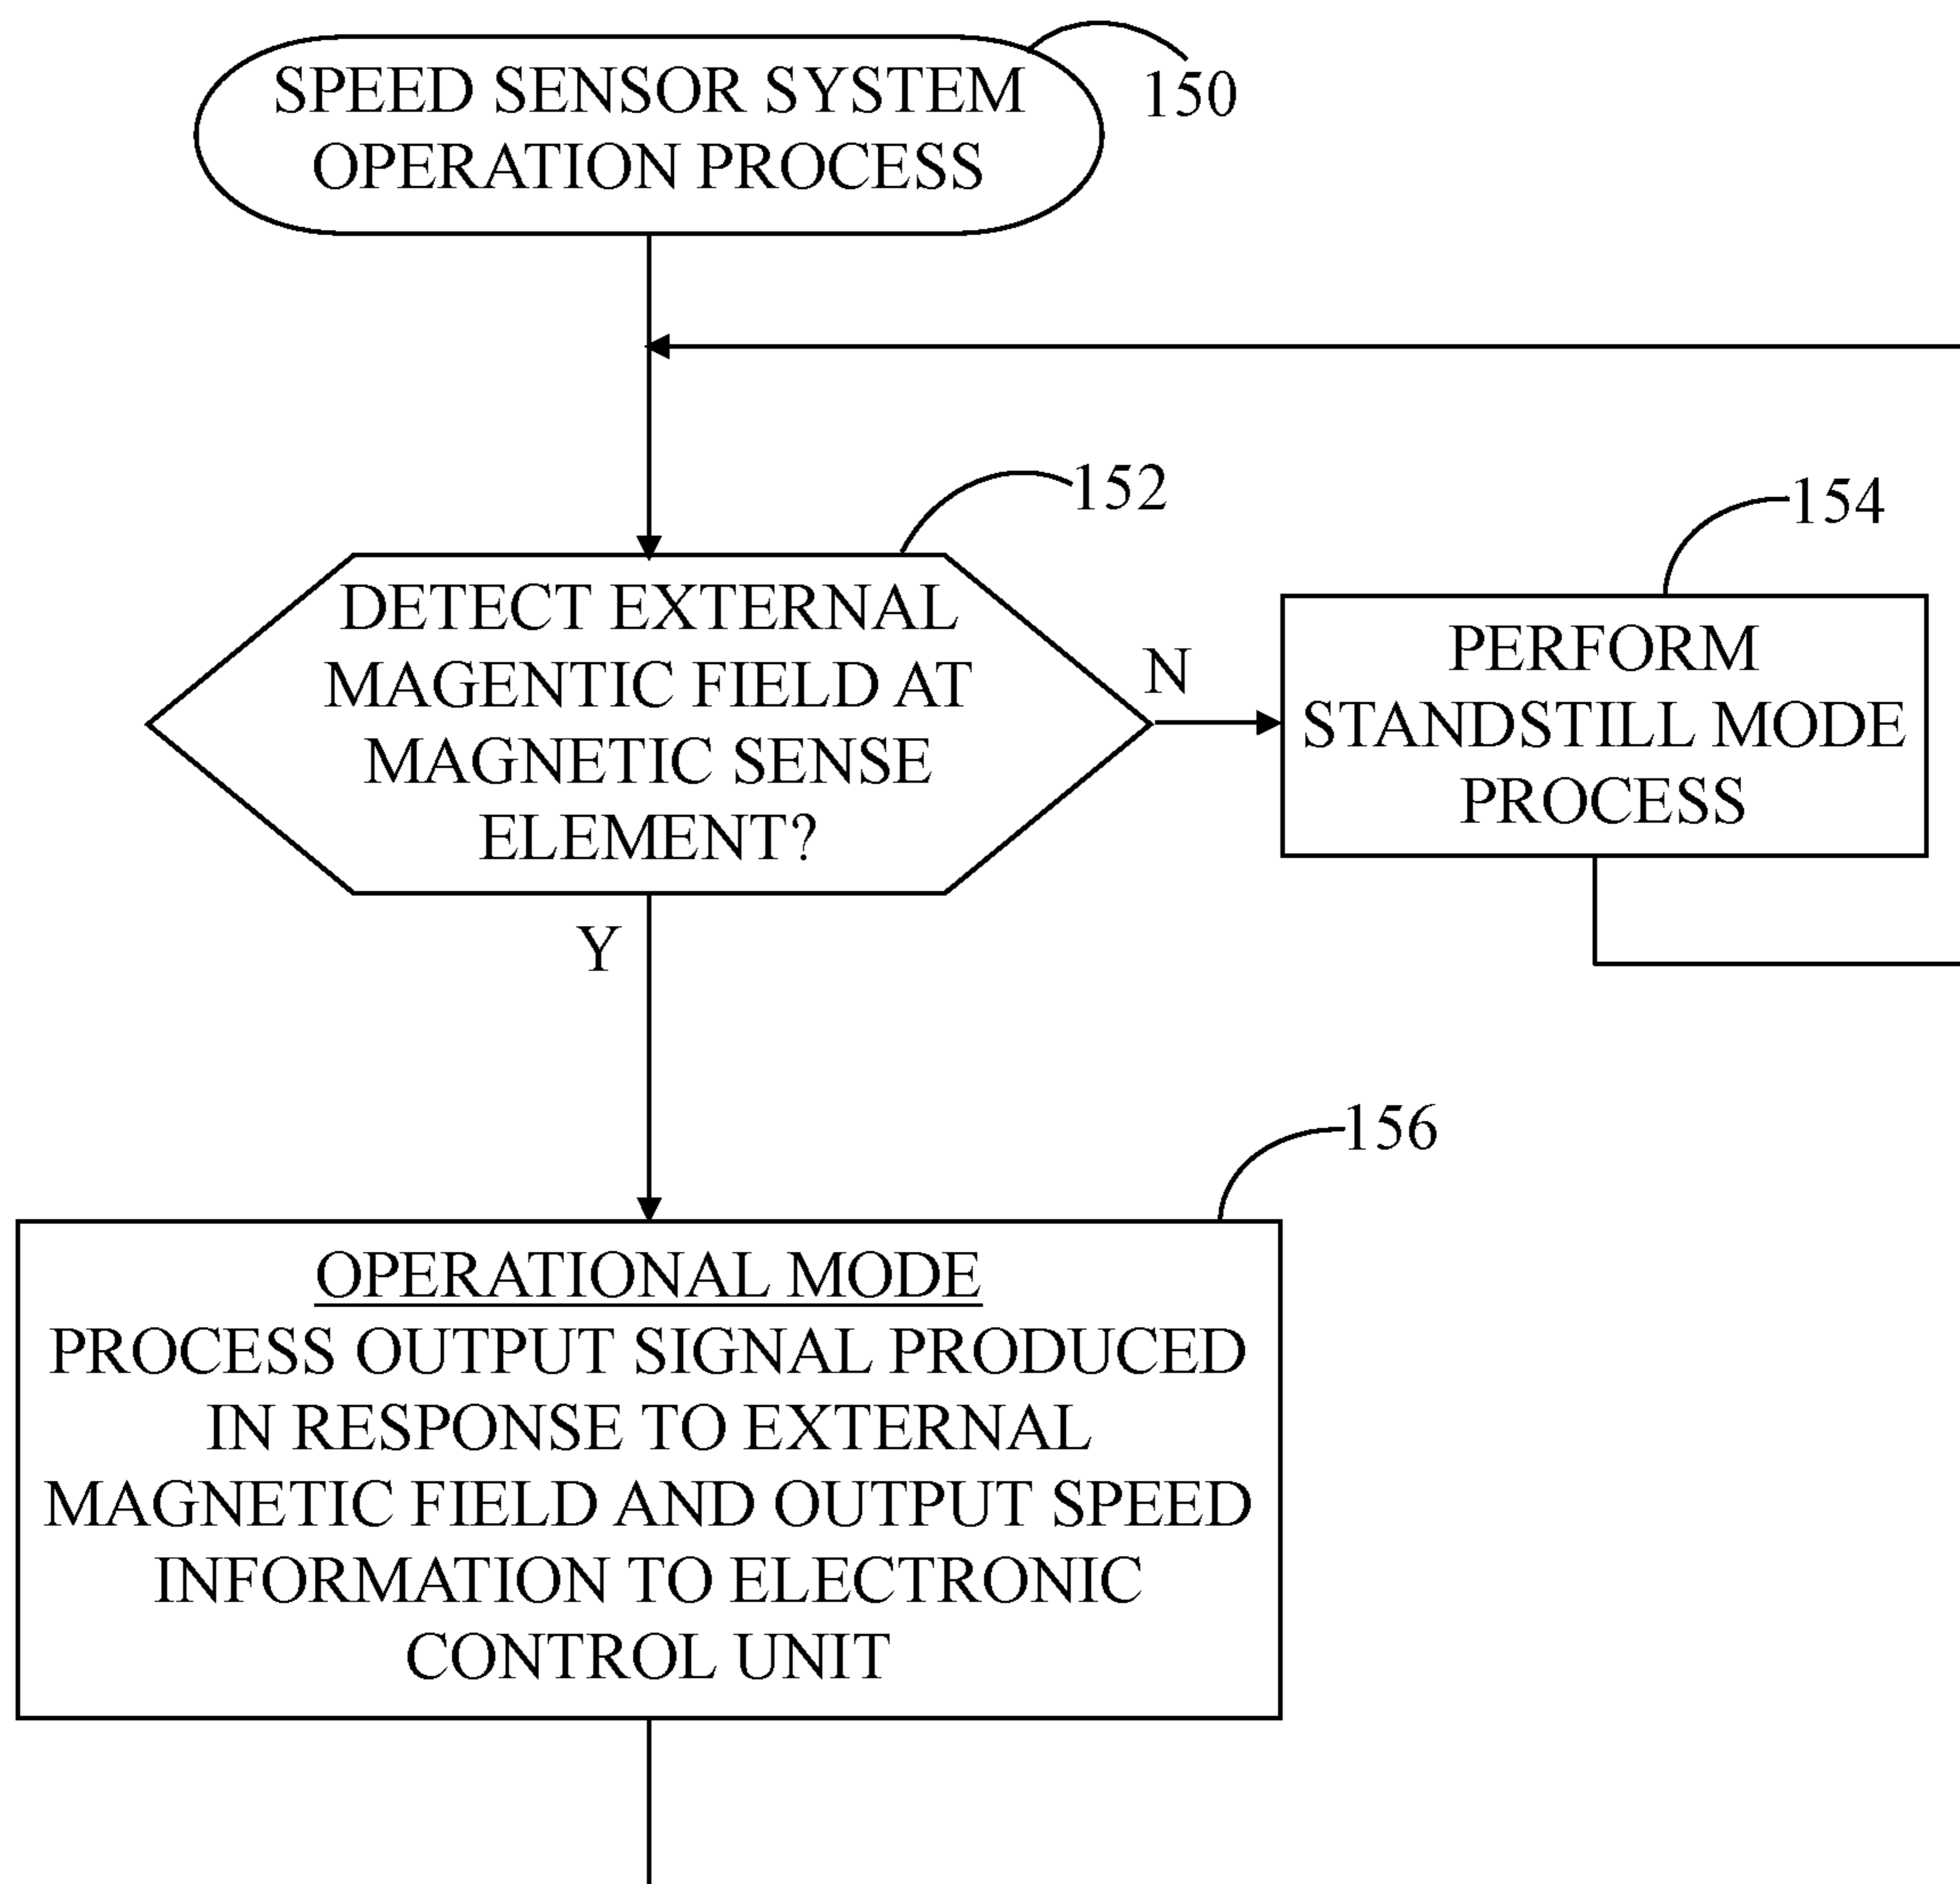 SPEED SENSOR SYSTEM
OPERATION PROCESS
150
152
154
DETECT EXTERNAL
MAGENTIC FIELD AT
MAGNETIC SENSE
ELEMENT?
N
PERFORM
STANDSTILL MODE
PROCESS
Y
156
OPERATIONAL MODE
PROCESS OUTPUT SIGNAL PRODUCED
IN RESPONSE TO EXTERNAL
MAGNETIC FIELD AND OUTPUT SPEED
INFORMATION TO ELECTRONIC
CONTROL UNIT